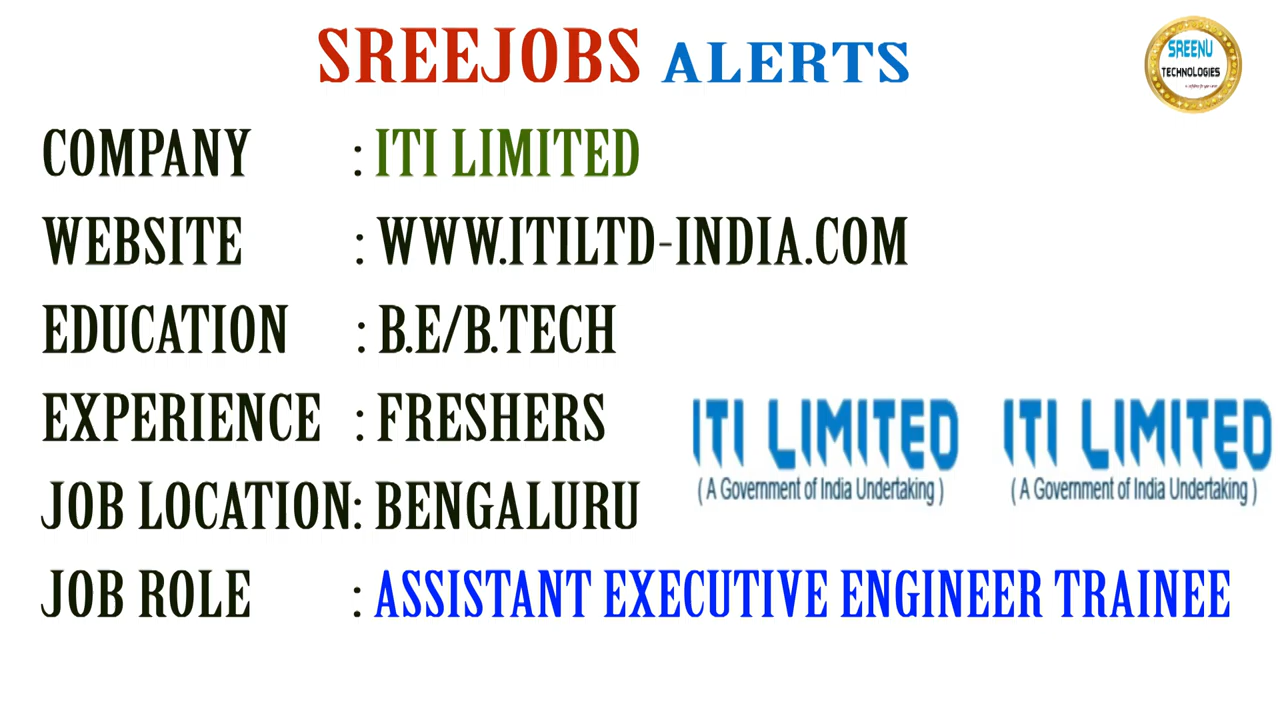 SREEJOBS ALERTS
SREENU
TECHNOLOGIES
COMPANY : ITI LIMITED
WEBSITE : WWW.ITILTD-INDIA.COM
EDUCATION : B.E/B.TECH
EXPERIENCE : FRESHERS
JOB LOCATION: BENGALURU
JOB ROLE : ASSISTANT EXECUTIVE ENGINEER TRAINEE
ITI LIMITED
( A Government of India Undertaking )
ITI LIMITED
( A Government of India Undertaking )